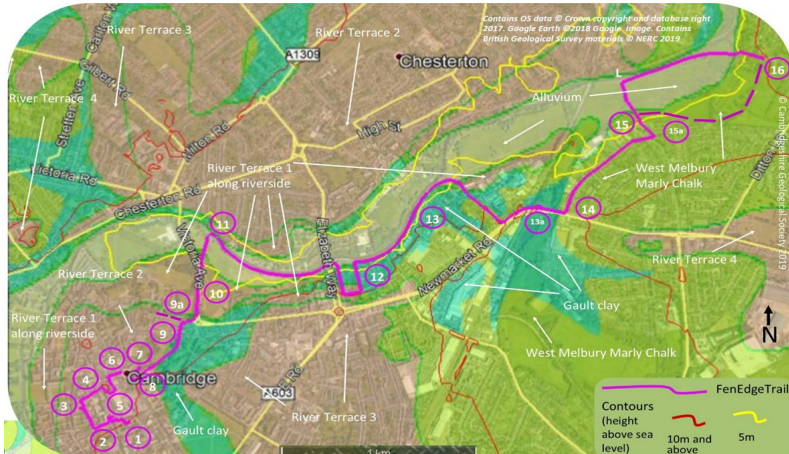 Contains OS data © Crown copyright and database right
2017. Google Earth ©2018 Google. Image. Contains
British Geological Survey materials © NERC 2019
River Terrace 3
River Terrace 2
A1309
Chesterton
Gilbert Rd
River Terrace 4
Stretten Ave
Milton Rd
High St
Alluvium
L
16
15
15a
Victoria Rd
Chesterton Rd
River Terrace 1
along riverside
West Melbury
Marly Chalk
Ditton
© Cambridgeshire Geological Society 2019
11
Victoria Ave
Elizabeth Way
13
13a
14
River Terrace 2
10
12
Newmarket Rd
River Terrace 4
9a
Gault clay
River Terrace 1
along riverside
9
N
6
7
West Melbury Marly Chalk
4
8
Cambridge
3
5
A603
River Terrace 3
2
1
Gault clay
1 km
FenEdgeTrail
Contours
(height
above sea
level)
10m and
above
5m